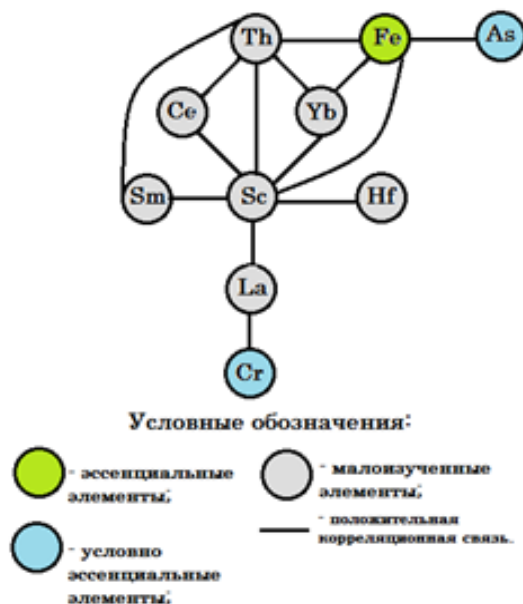 Th
Fe
As
Ce
Yb
Sm
Sc
Hf
La
Cr
Условные обозначения:
- эссенциальные
элементы;
- малоизученные
элементы;
- условно
эссенциальные
элементы;
- положительная
корреляционная связь.